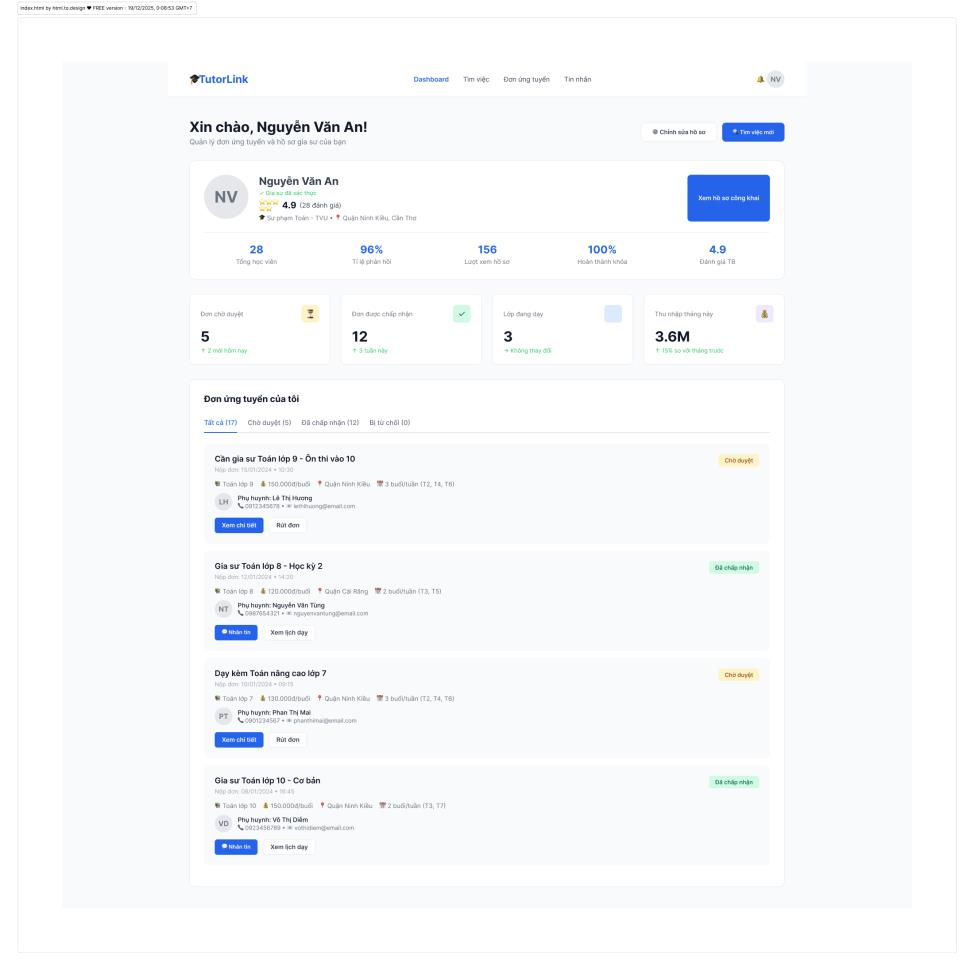 index.html by html.to.design ❤ FREE version - 19/12/2025, 0:08:53 GMT+7
🎓TutorLink
Dashboard Tìm việc Đơn ứng tuyển Tin nhắn
🔔 NV
Xin chào, Nguyễn Văn An!
Quản lý đơn ứng tuyển và hồ sơ gia sư của bạn
Chỉnh sửa hồ sơ
Tìm việc mới
NV
Nguyễn Văn An
✓ Gia sư đã xác thực
4.9 (28 đánh giá)
🎓 Sư phạm Toán - TVU • 📍 Quận Ninh Kiều, Cần Thơ
Xem hồ sơ công khai
28 96% 156 100% 4.9
Tổng học viên Tỉ lệ phản hồi Lượt xem hồ sơ Hoàn thành khóa Đánh giá TB
Đơn chờ duyệt
5
↑ 2 mới hôm nay
Đơn được chấp nhận ✓
12
↑ 3 tuần này
Lớp đang dạy
3
→ Không thay đổi
Thu nhập tháng này
3.6M
↑ 15% so với tháng trước
Đơn ứng tuyển của tôi
Tất cả (17) Chờ duyệt (5) Đã chấp nhận (12) Bị từ chối (0)
Cần gia sư Toán lớp 9 - Ôn thi vào 10
Chờ duyệt
Nộp đơn: 15/01/2024 • 10:30
Toán lớp 9 150.000đ/buổi Quận Ninh Kiều 3 buổi/tuần (T2, T4, T6)
LH
Phụ huynh: Lê Thị Hương
0912345678 • lethihuong@email.com
Xem chi tiết Rút đơn
Gia sư Toán lớp 8 - Học kỳ 2
Đã chấp nhận
Nộp đơn: 12/01/2024 • 14:20
Toán lớp 8 120.000đ/buổi Quận Cái Răng 2 buổi/tuần (T3, T5)
NT
Phụ huynh: Nguyễn Văn Tùng
0987654321 • nguyenvantung@email.com
Nhắn tin Xem lịch dạy
Dạy kèm Toán nâng cao lớp 7
Chờ duyệt
Nộp đơn: 10/01/2024 • 09:15
Toán lớp 7 130.000đ/buổi Quận Ninh Kiều 3 buổi/tuần (T2, T4, T6)
PT
Phụ huynh: Phan Thị Mai
0901234567 • phanthimai@email.com
Xem chi tiết Rút đơn
Gia sư Toán lớp 10 - Cơ bản
Đã chấp nhận
Nộp đơn: 08/01/2024 • 16:45
Toán lớp 10 150.000đ/buổi Quận Ninh Kiều 2 buổi/tuần (T3, T7)
VD
Phụ huynh: Võ Thị Diễm
0923456789 • vothidiem@email.com
Nhắn tin Xem lịch dạy